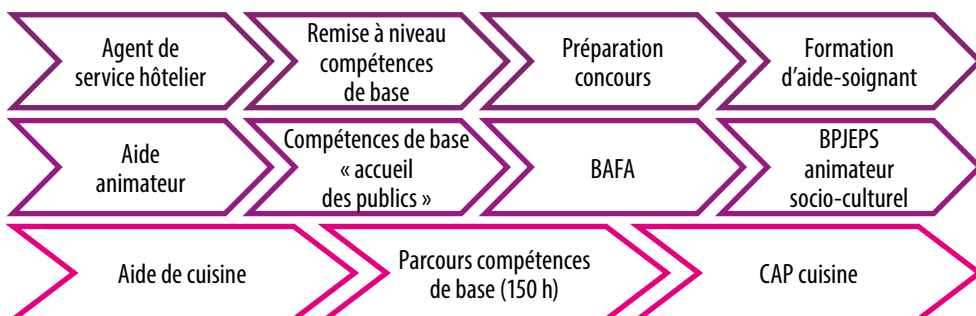 Agent de
service hôtelier
Remise à niveau
compétences
de base
Préparation
concours
Formation
d'aide-soignant
Aide
animateur
Compétences de base
« accueil
des publics »
BAFA
BPJEPS
animateur
socio-culturel
Aide de cuisine
Parcours compétences
de base (150 h)
CAP cuisine